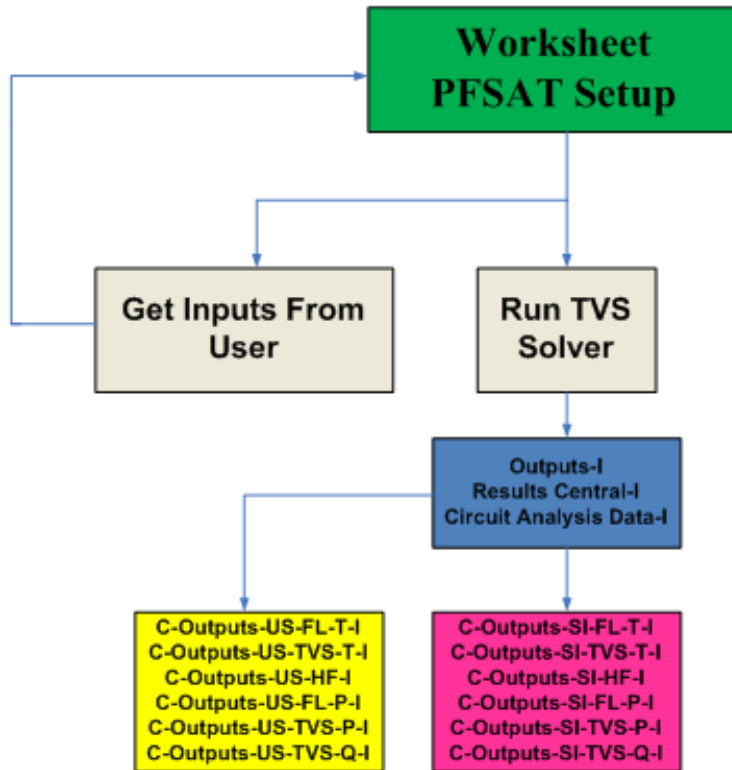 Worksheet
PFSAT Setup
Get Inputs From
User
Run TVS
Solver
Outputs-I
Results Central-I
Circuit Analysis Data-I
C-Outputs-US-FL-T-I
C-Outputs-US-TVS-T-I
C-Outputs-US-HF-I
C-Outputs-US-FL-P-I
C-Outputs-US-TVS-P-I
C-Outputs-US-TVS-Q-I
C-Outputs-SI-FL-T-I
C-Outputs-SI-TVS-T-I
C-Outputs-SI-HF-I
C-Outputs-SI-FL-P-I
C-Outputs-SI-TVS-P-I
C-Outputs-SI-TVS-Q-I